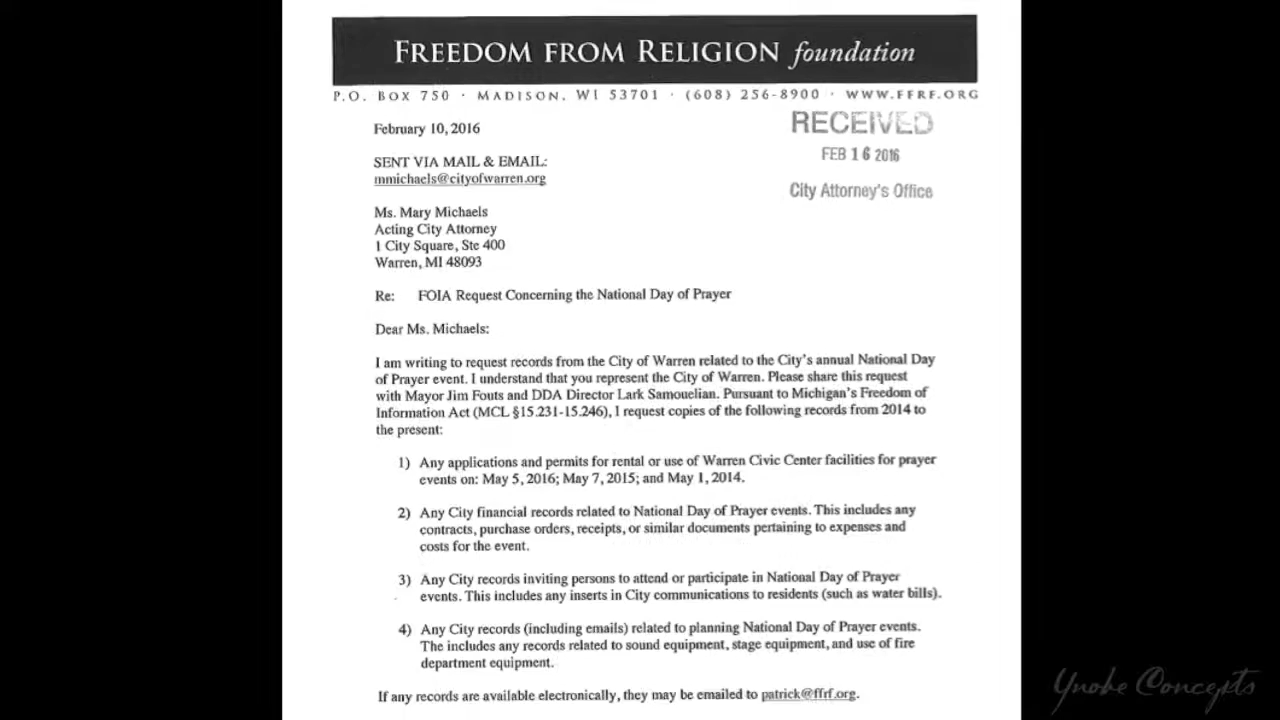 FREEDOM FROM RELIGION foundation
P.O. BOX 750 · MADISON, WI 53701 · (608) 256-8900 · WWW.FFRF.ORG
February 10, 2016
RECEIVED
FEB 16 2016
City Attorney's Office
SENT VIA MAIL & EMAIL:
mmichaels@cityofwarren.org
Ms. Mary Michaels
Acting City Attorney
1 City Square, Ste 400
Warren, MI 48093
Re: FOIA Request Concerning the National Day of Prayer
Dear Ms. Michaels:
I am writing to request records from the City of Warren related to the City's annual National Day
of Prayer event. I understand that you represent the City of Warren. Please share this request
with Mayor Jim Fouts and DDA Director Lark Samouelian. Pursuant to Michigan's Freedom of
Information Act (MCL §15.231-15.246), I request copies of the following records from 2014 to
the present:
1) Any applications and permits for rental or use of Warren Civic Center facilities for prayer
events on: May 5, 2016; May 7, 2015; and May 1, 2014.
2) Any City financial records related to National Day of Prayer events. This includes any
contracts, purchase orders, receipts, or similar documents pertaining to expenses and
costs for the event.
3) Any City records inviting persons to attend or participate in National Day of Prayer
events. This includes any inserts in City communications to residents (such as water bills).
4) Any City records (including emails) related to planning National Day of Prayer events.
The includes any records related to sound equipment, stage equipment, and use of fire
department equipment.
If any records are available electronically, they may be emailed to patrick@ffrf.org.
Ynobe Concepts